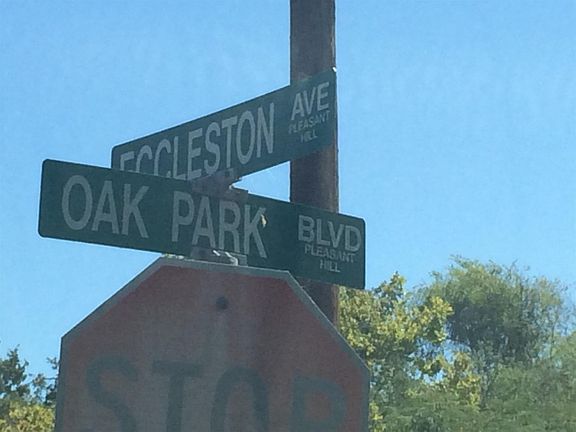 ECCLESTON AVE
PLEASANT
HILL
OAK PARK BLVD
PLEASANT
HILL
STOP